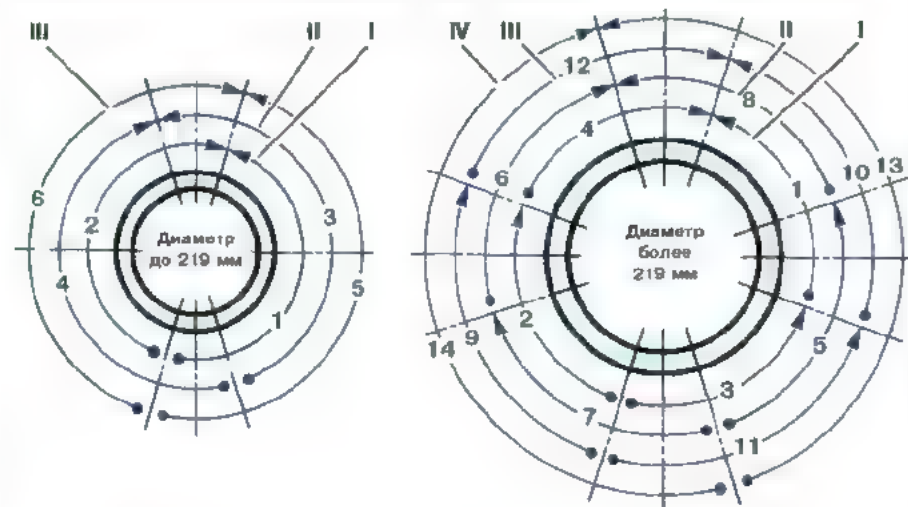 III II I
6 2 4 Диаметр до 219 мм 1 3 5
IV III II I
12 8 4 6 1 10 13
Диаметр
более
219 мм
2 14 9 7 3 5 11